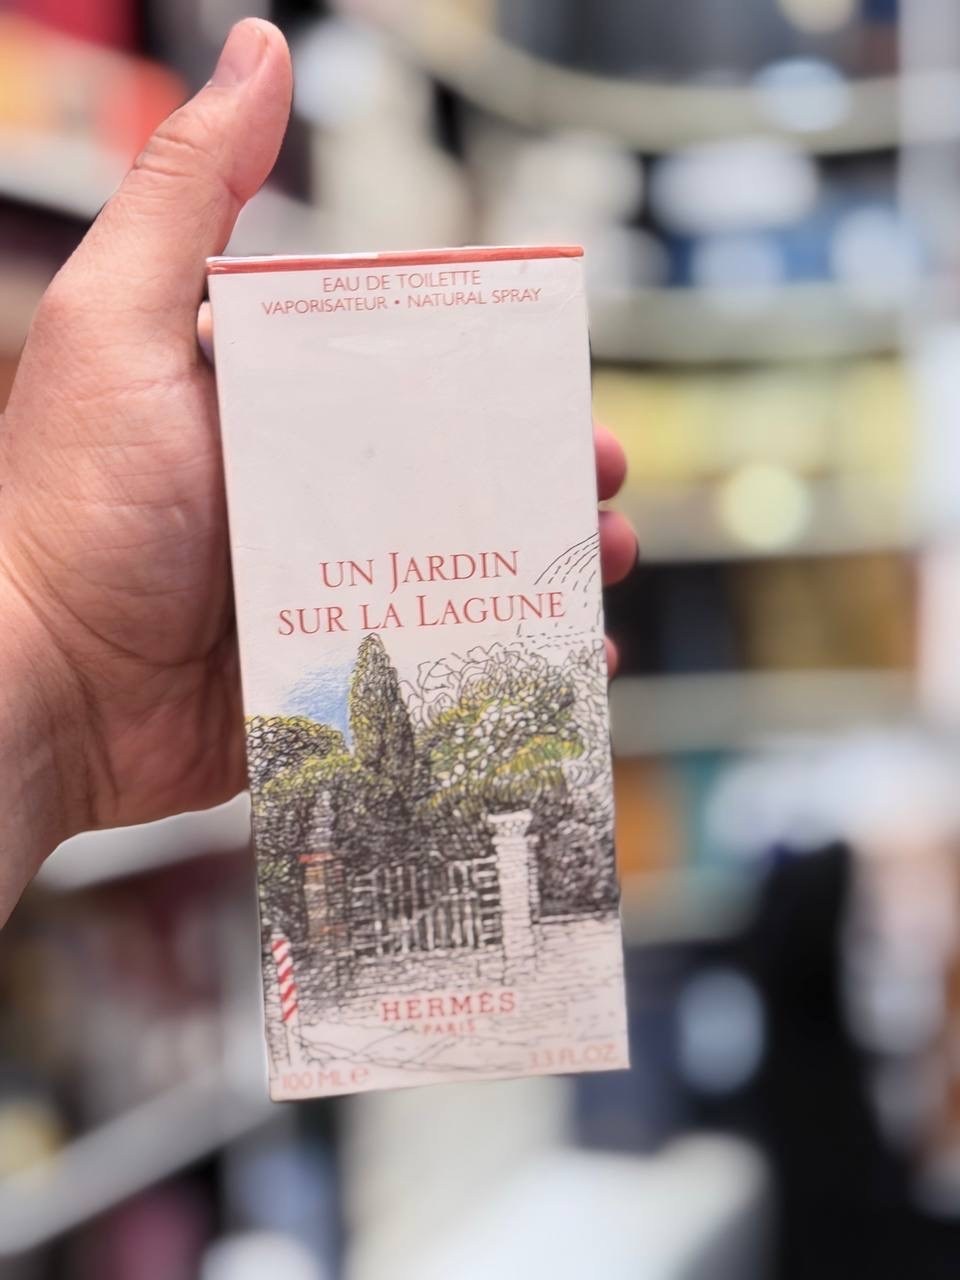 EAU DE TOILETTE
VAPORISATEUR • NATURAL SPRAY
UN JARDIN
SUR LA LAGUNE
HERMÈS
PARIS
100 ML e 3.3 FL.OZ.